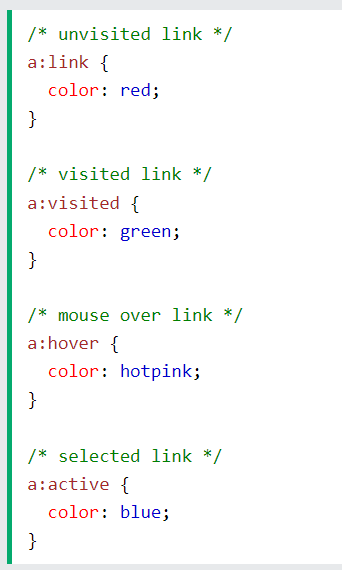 /* unvisited link */
a:link {
  color: red;
}

/* visited link */
a:visited {
  color: green;
}

/* mouse over link */
a:hover {
  color: hotpink;
}

/* selected link */
a:active {
  color: blue;
}